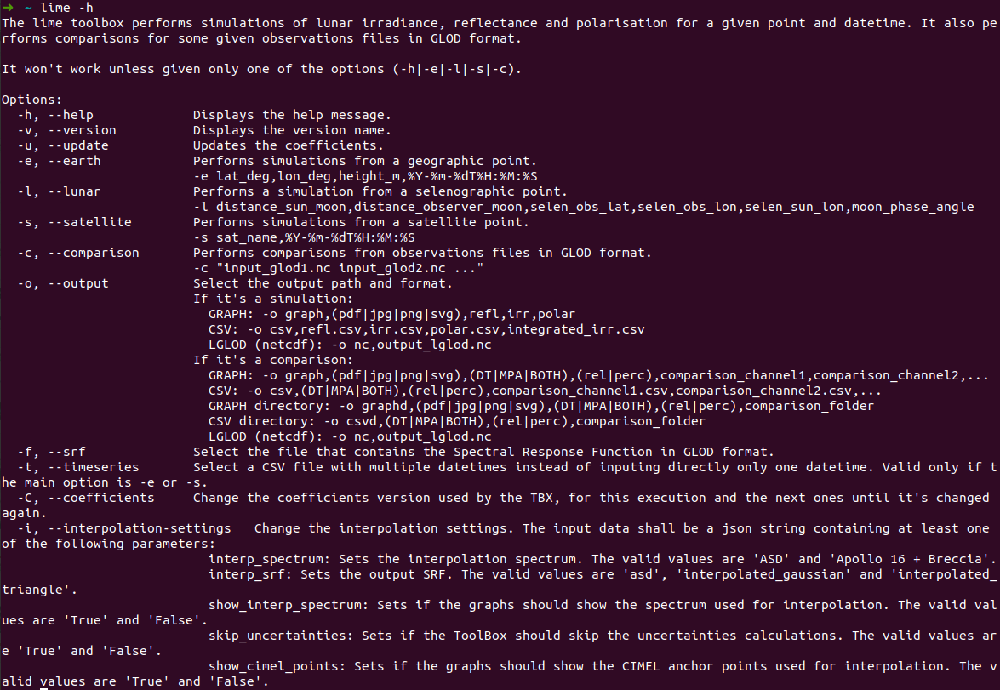 ➜ ~ lime -h
The lime toolbox performs simulations of lunar irradiance, reflectance and polarisation for a given point and datetime. It also pe
rforms comparisons for some given observations files in GLOD format.
It won't work unless given only one of the options (-h|-e|-l|-s|-c).
Options:
-h, --help Displays the help message.
-v, --version Displays the version name.
-u, --update Updates the coefficients.
-e, --earth Performs simulations from a geographic point.
-e lat_deg,lon_deg,height_m,%Y-%m-%dT%H:%M:%S
-l, --lunar Performs a simulation from a selenographic point.
-l distance_sun_moon,distance_observer_moon,selen_obs_lat,selen_obs_lon,selen_sun_lon,moon_phase_angle
-s, --satellite Performs simulations from a satellite point.
-s sat_name,%Y-%m-%dT%H:%M:%S
-c, --comparison Performs comparisons from observations files in GLOD format.
-c "input_glod1.nc input_glod2.nc ..."
-o, --output Select the output path and format.
If it's a simulation:
GRAPH: -o graph,(pdf|jpg|png|svg),refl,irr,polar
CSV: -o csv,refl.csv,irr.csv,polar.csv,integrated_irr.csv
LGLOD (netcdf): -o nc,output_lglod.nc
If it's a comparison:
GRAPH: -o graph,(pdf|jpg|png|svg),(DT|MPA|BOTH),(rel|perc),comparison_channel1,comparison_channel2,...
CSV: -o csv,(DT|MPA|BOTH),(rel|perc),comparison_channel1.csv,comparison_channel2.csv,...
GRAPH directory: -o graphd,(pdf|jpg|png|svg),(DT|MPA|BOTH),(rel|perc),comparison_folder
CSV directory: -o csvd,(DT|MPA|BOTH),(rel|perc),comparison_folder
LGLOD (netcdf): -o nc,output_lglod.nc
-f, --srf Select the file that contains the Spectral Response Function in GLOD format.
-t, --timeseries Select a CSV file with multiple datetimes instead of inputing directly only one datetime. Valid only if t
he main option is -e or -s.
-C, --coefficients Change the coefficients version used by the TBX, for this execution and the next ones until it's changed
again.
-i, --interpolation-settings Change the interpolation settings. The input data shall be a json string containing at least one
of the following parameters:
interp_spectrum: Sets the interpolation spectrum. The valid values are 'ASD' and 'Apollo 16 + Breccia'.
interp_srf: Sets the output SRF. The valid values are 'asd', 'interpolated_gaussian' and 'interpolated_
triangle'.
show_interp_spectrum: Sets if the graphs should show the spectrum used for interpolation. The valid val
ues are 'True' and 'False'.
skip_uncertainties: Sets if the ToolBox should skip the uncertainties calculations. The valid values ar
e 'True' and 'False'.
show_cimel_points: Sets if the graphs should show the CIMEL anchor points used for interpolation. The v
alid values are 'True' and 'False'.